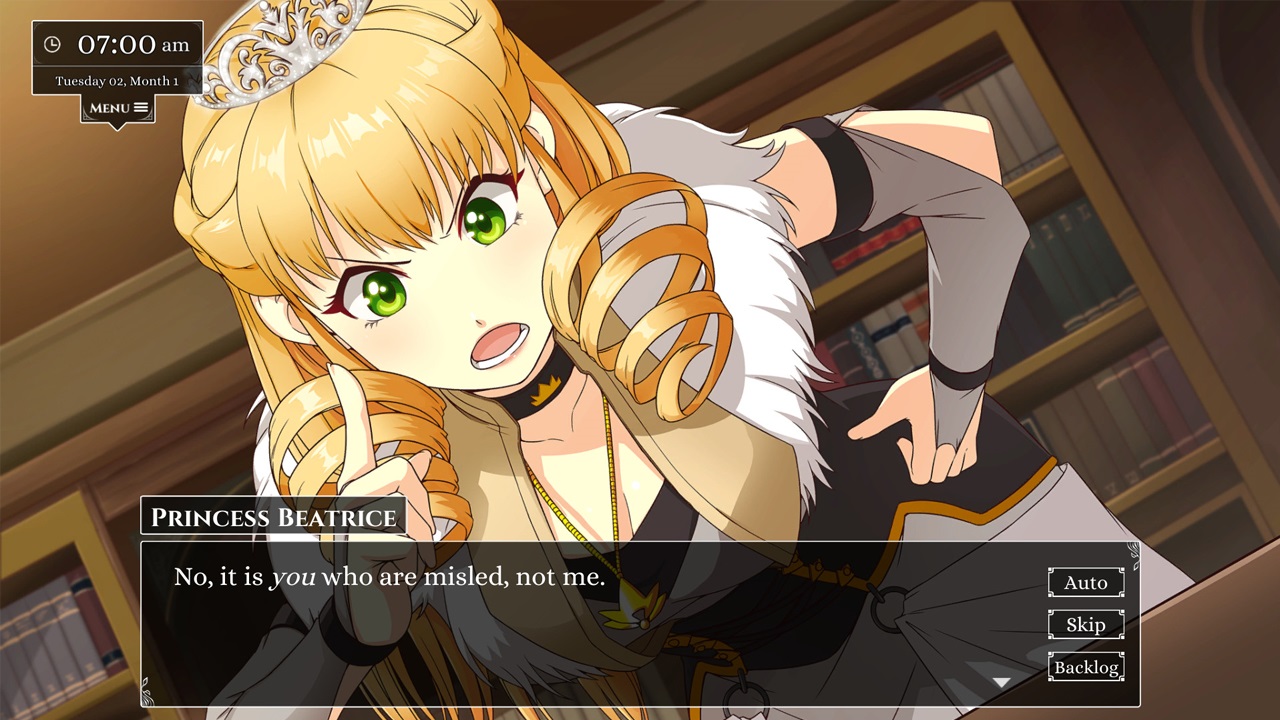 07:00 am
Tuesday 02, Month 1
Menu
Princess Beatrice
No, it is you who are misled, not me.
Auto
Skip
Backlog